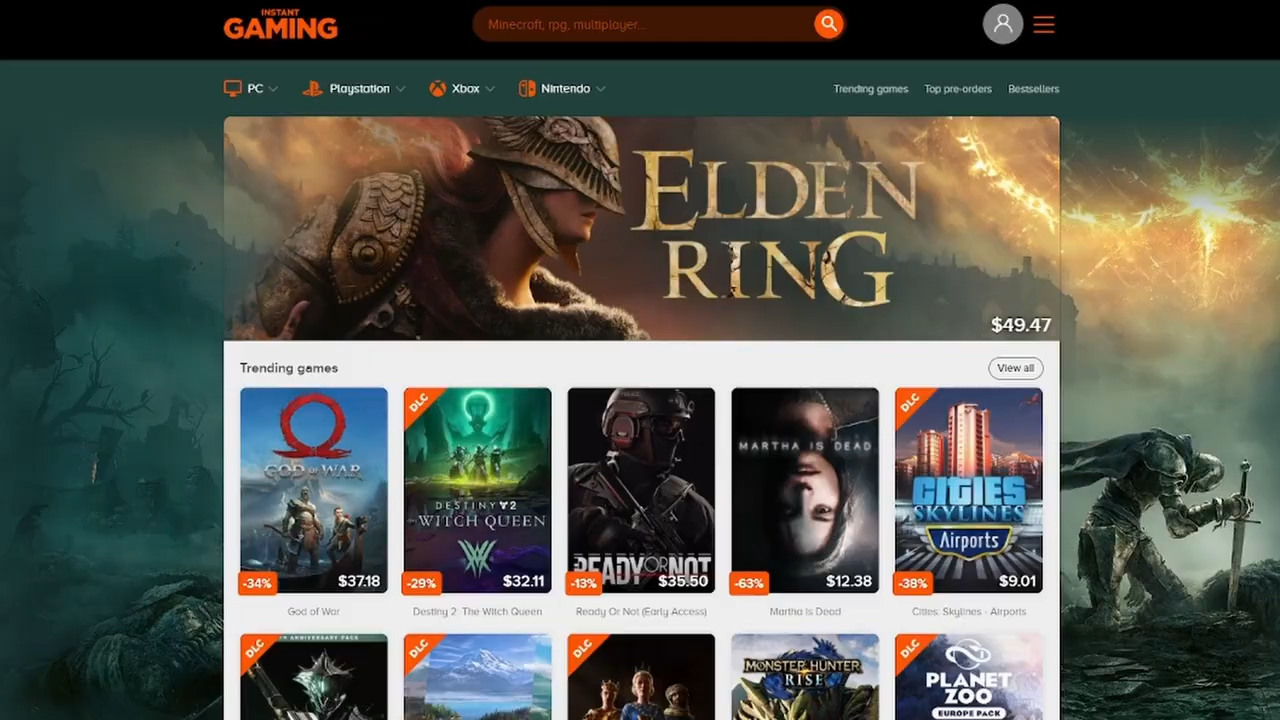 INSTANT
GAMING
Minecraft, rpg, multiplayer...
PC
Playstation
Xbox
Nintendo
Trending games
Top pre-orders
Bestsellers
ELDEN
RING
$49.47
Trending games
View all
GOD OF WAR
-34%
$37.18
God of War
DLC
DESTINY 2
WITCH QUEEN
-29%
$32.11
Destiny 2: The Witch Queen
READY OR NOT
-13%
$35.50
Ready Or Not (Early Access)
MARTHA IS DEAD
-63%
$12.38
Martha Is Dead
DLC
CITIES
SKYLINES
Airports
-38%
$9.01
Cities: Skylines - Airports
DLC
ANNIVERSARY PACK
DLC
DLC
MONSTER HUNTER
RISE
DLC
PLANET
ZOO
EUROPE PACK